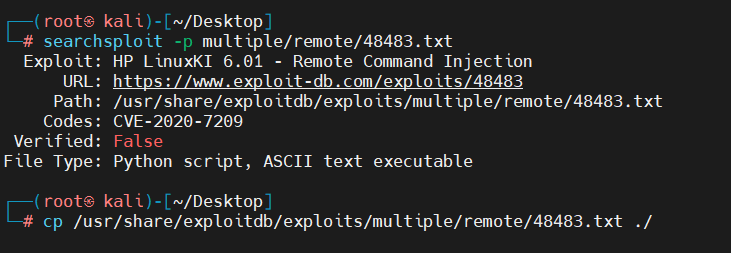 ┌──(root㉿ kali)-[~/Desktop]
└─# searchsploit -p multiple/remote/48483.txt
  Exploit: HP LinuxKI 6.01 - Remote Command Injection
      URL: https://www.exploit-db.com/exploits/48483
     Path: /usr/share/exploitdb/exploits/multiple/remote/48483.txt
    Codes: CVE-2020-7209
 Verified: False
File Type: Python script, ASCII text executable
┌──(root㉿ kali)-[~/Desktop]
└─# cp /usr/share/exploitdb/exploits/multiple/remote/48483.txt ./